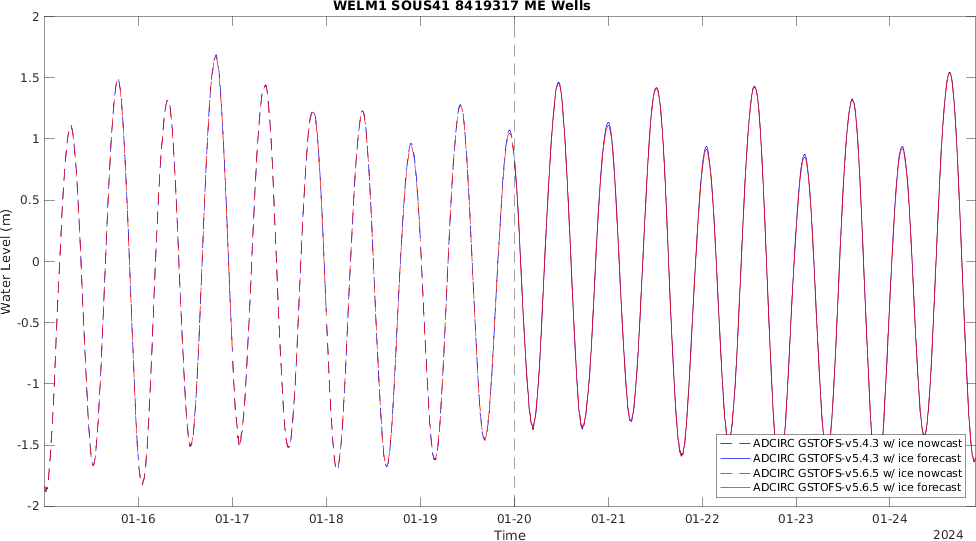 WELM1 SOUS41 8419317 ME Wells
Water Level (m)
2
1.5
1
0.5
0
-0.5
-1
-1.5
-2
01-16
01-17
01-18
01-19
01-20
01-21
01-22
01-23
01-24
Time
2024
ADCIRC GSTOFS-v5.4.3 w/ ice nowcast
ADCIRC GSTOFS-v5.4.3 w/ ice forecast
ADCIRC GSTOFS-v5.6.5 w/ ice nowcast
ADCIRC GSTOFS-v5.6.5 w/ ice forecast